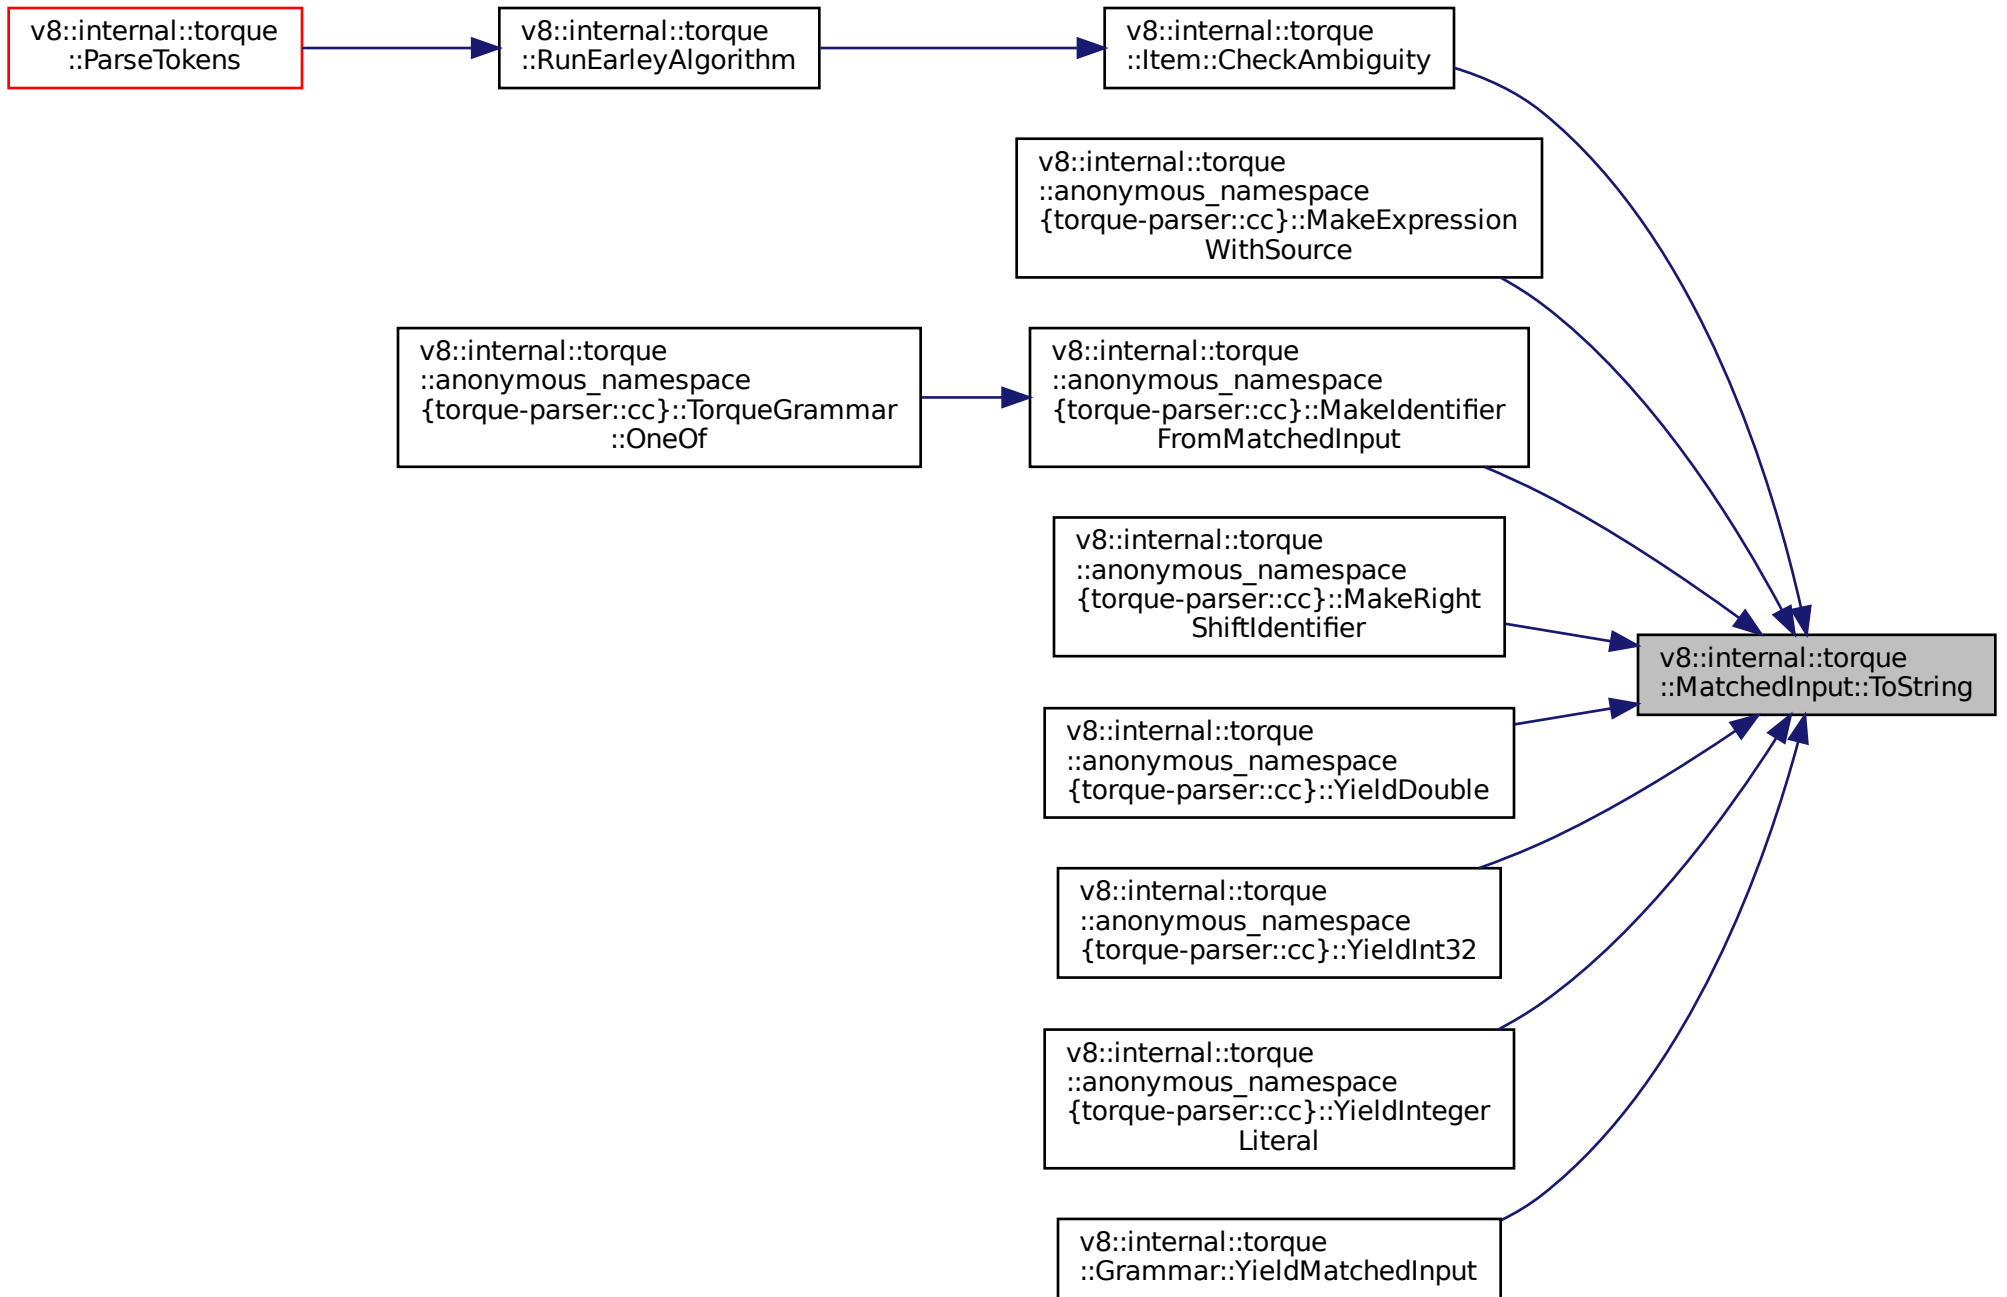 v8::internal::torque
::ParseTokens
v8::internal::torque
::RunEarleyAlgorithm
v8::internal::torque
::Item::CheckAmbiguity
v8::internal::torque
::anonymous_namespace
{torque-parser::cc}::MakeExpression
WithSource
v8::internal::torque
::anonymous_namespace
{torque-parser::cc}::TorqueGrammar
::OneOf
v8::internal::torque
::anonymous_namespace
{torque-parser::cc}::MakeIdentifier
FromMatchedInput
v8::internal::torque
::anonymous_namespace
{torque-parser::cc}::MakeRight
ShiftIdentifier
v8::internal::torque
::MatchedInput::ToString
v8::internal::torque
::anonymous_namespace
{torque-parser::cc}::YieldDouble
v8::internal::torque
::anonymous_namespace
{torque-parser::cc}::YieldInt32
v8::internal::torque
::anonymous_namespace
{torque-parser::cc}::YieldInteger
Literal
v8::internal::torque
::Grammar::YieldMatchedInput